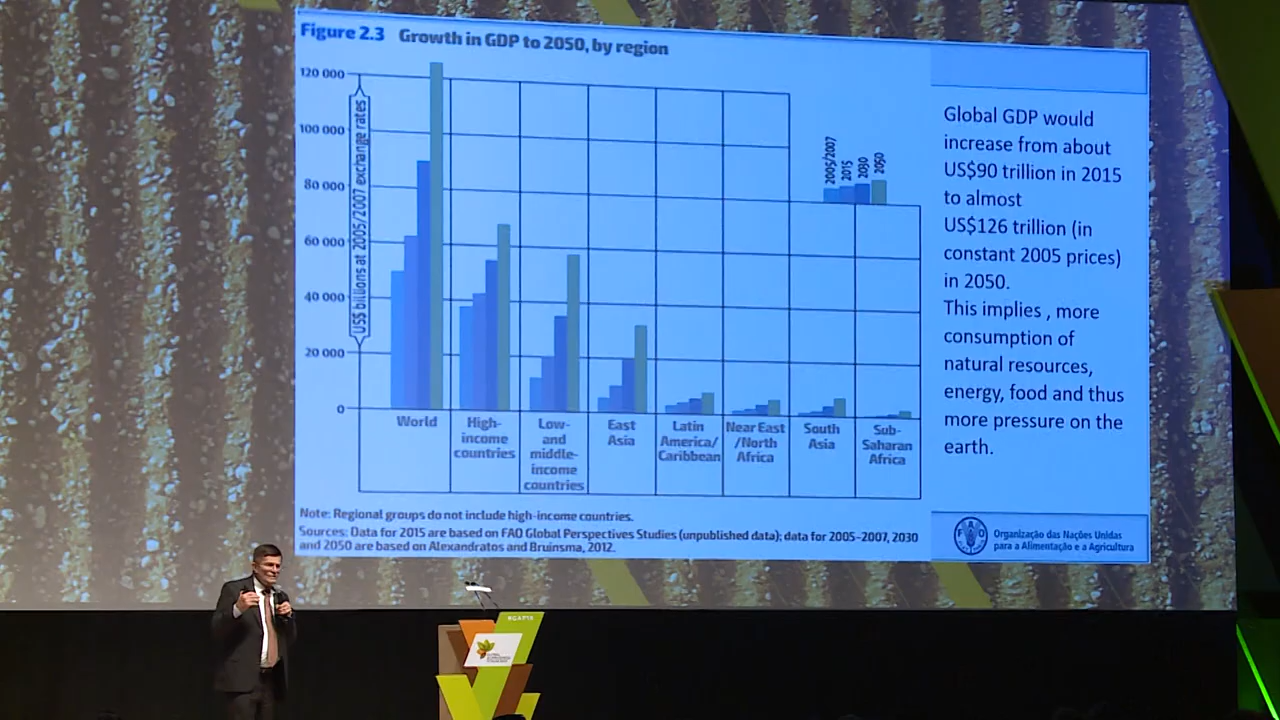 Figure 2.3 Growth in GDP to 2050, by region
120 000
100 000
80 000
60 000
40 000
20 000
0
US$ billions at 2005/2007 exchange rates
2005/2007
2015
2030
2050
World
High-
income
countries
Low-
and
middle-
income
countries
East
Asia
Latin
America/
Caribbean
Near East
/North
Africa
South
Asia
Sub-
Saharan
Africa
Note: Regional groups do not include high-income countries.
Sources: Data for 2015 are based on FAO Global Perspectives Studies (unpublished data); data for 2005-2007, 2030
and 2050 are based on Alexandratos and Bruinsma, 2012.
Global GDP would
increase from about
US$90 trillion in 2015
to almost
US$126 trillion (in
constant 2005 prices)
in 2050.
This implies , more
consumption of
natural resources,
energy, food and thus
more pressure on the
earth.
FAO
Organização das Nações Unidas
para a Alimentação e a Agricultura